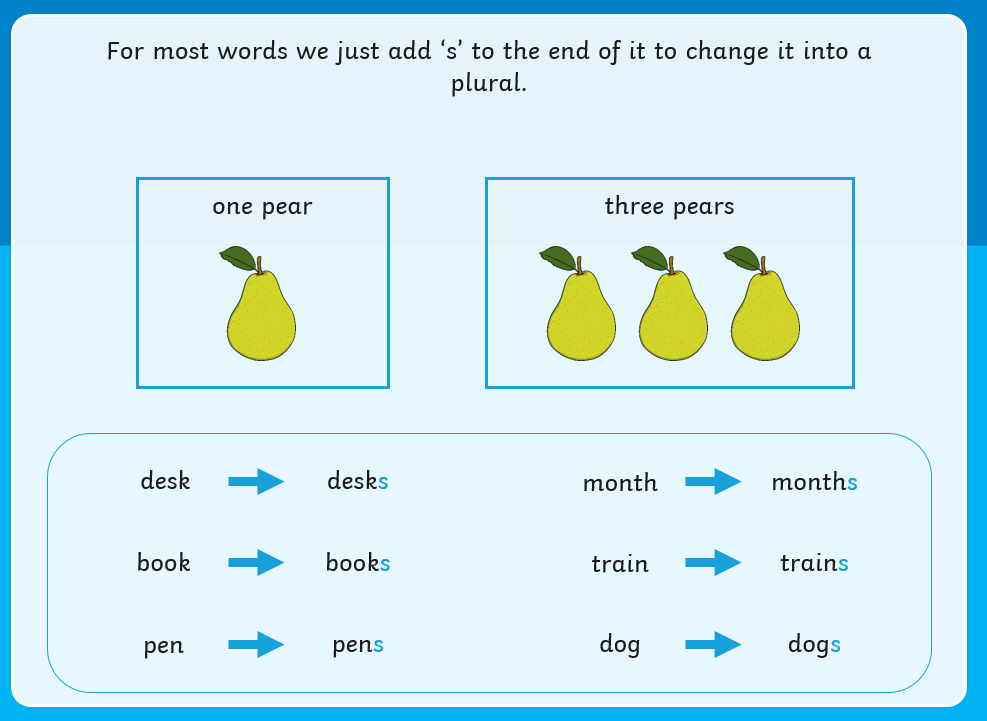 For most words we just add ‘s’ to the end of it to change it into a
plural.
one pear
three pears
desk desks
month months
book books
train trains
pen pens
dog dogs